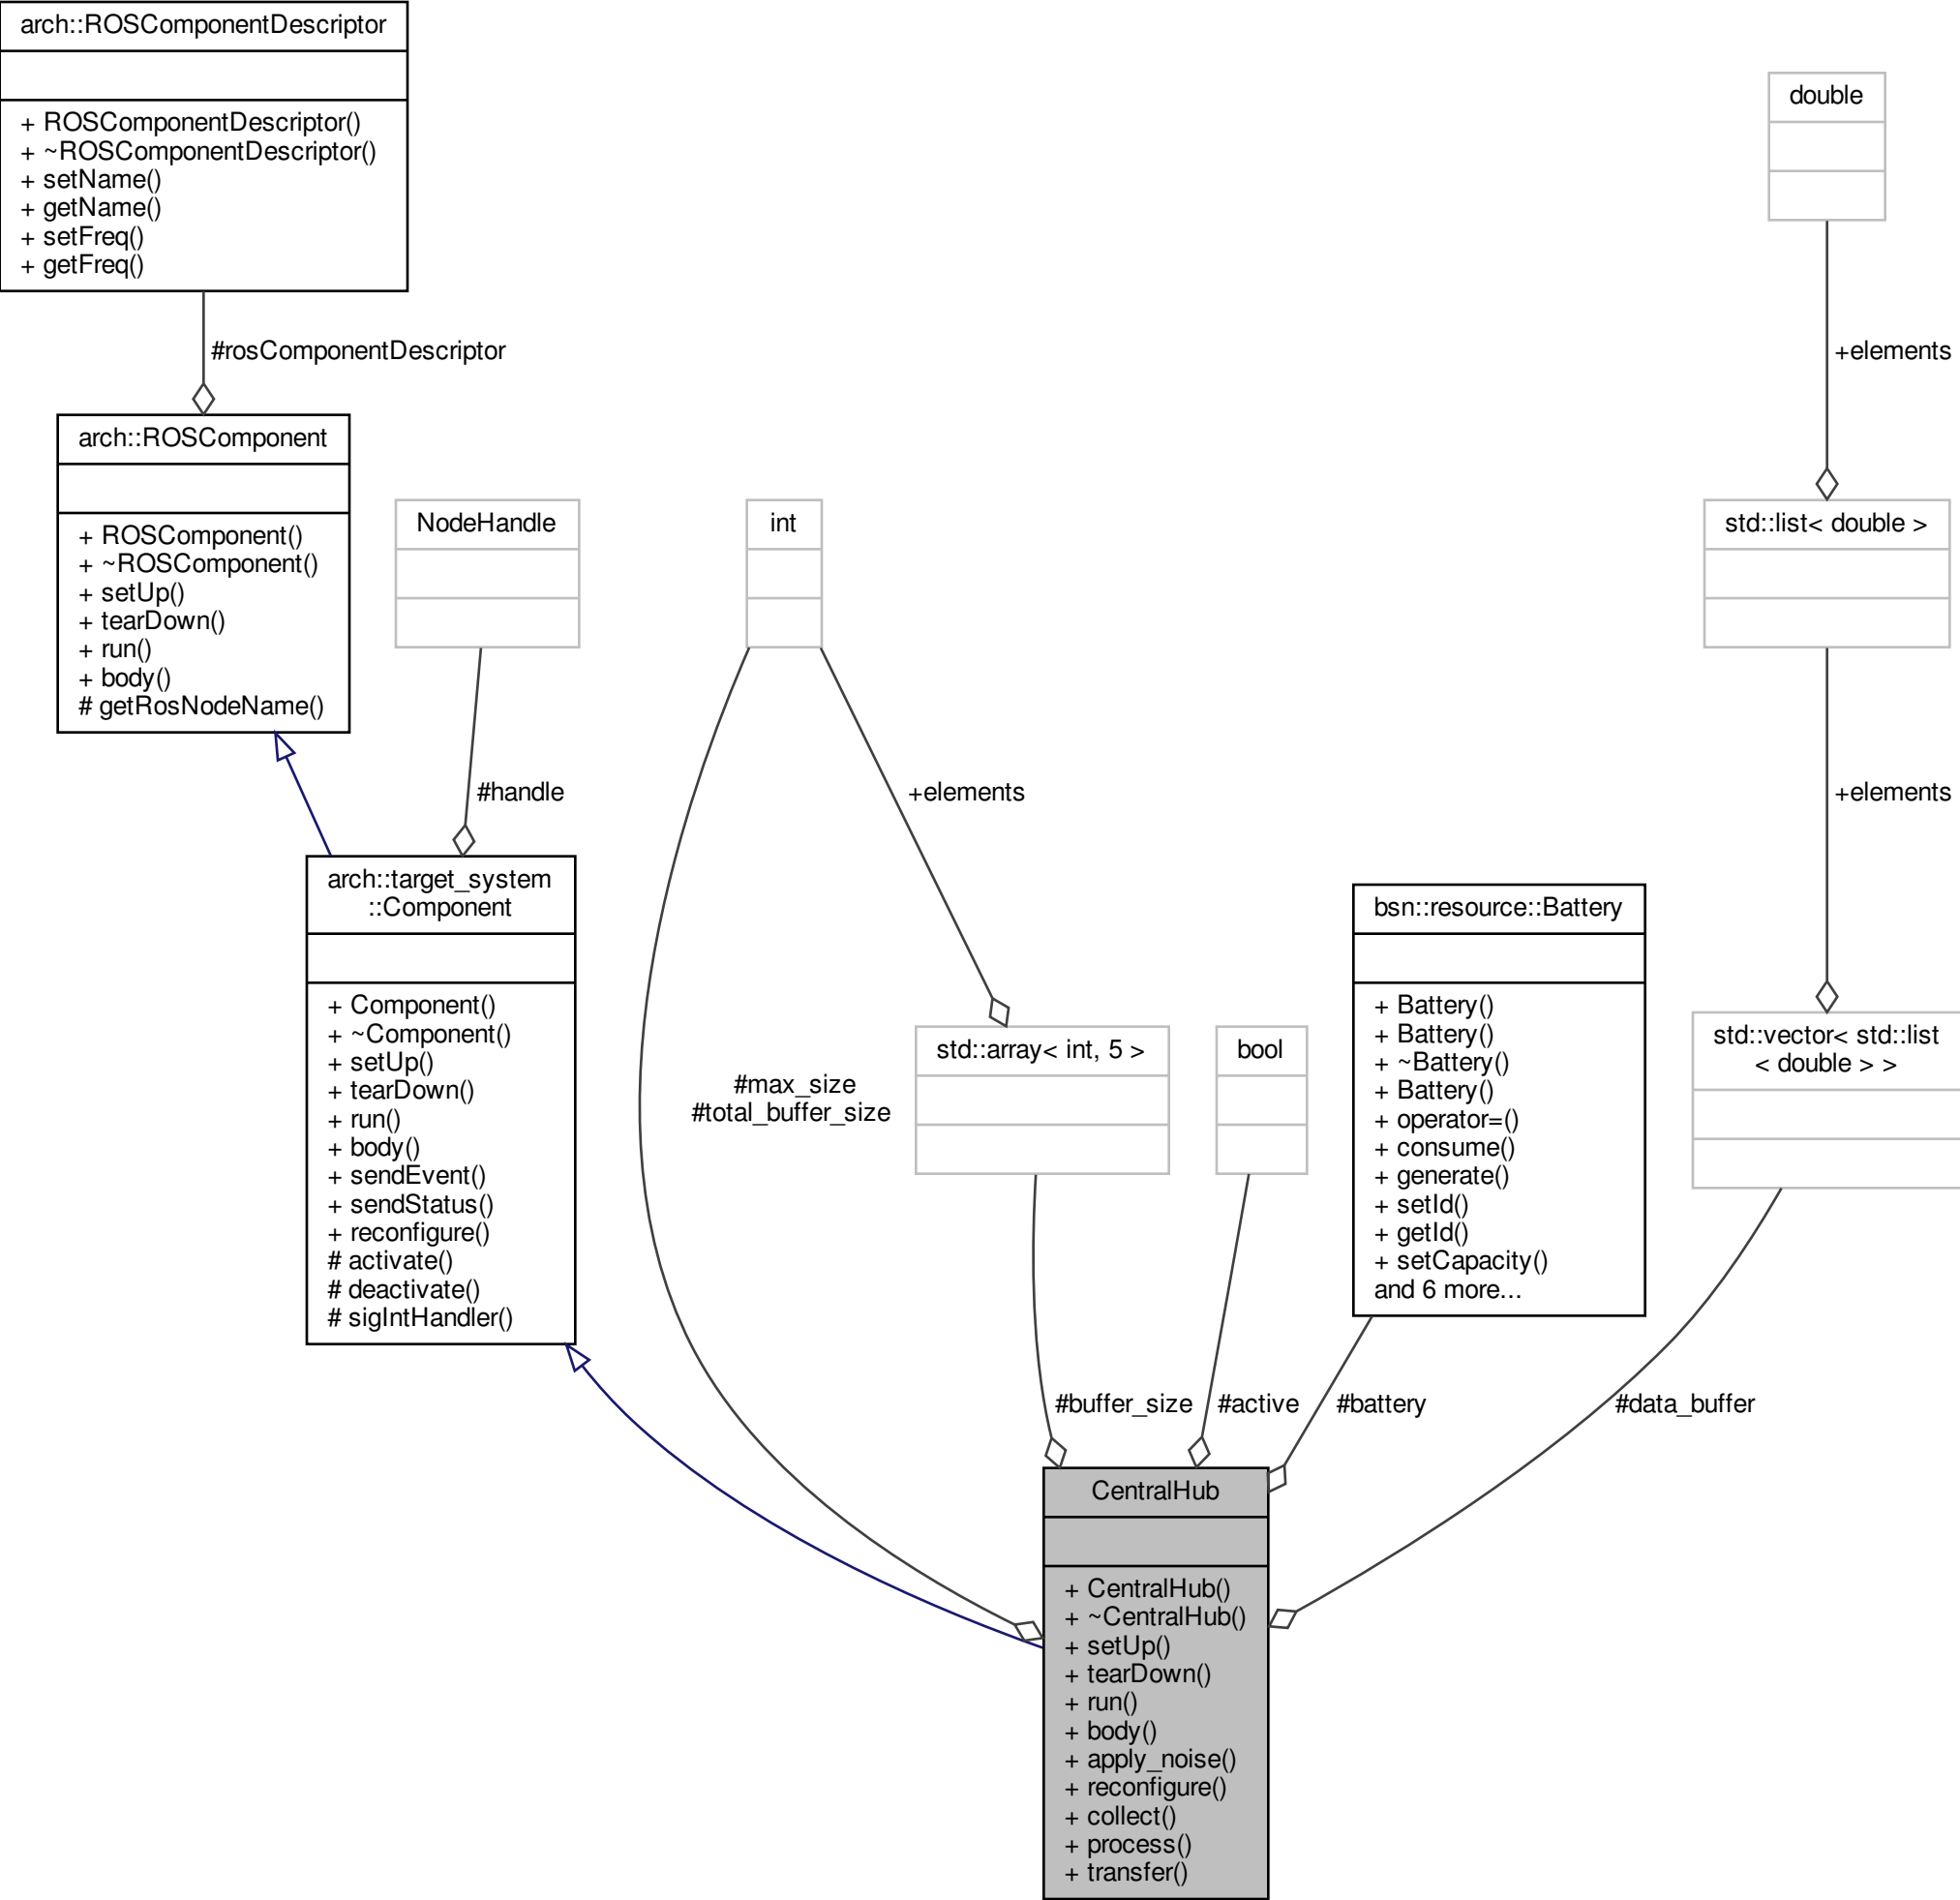 arch::ROSComponentDescriptor
+ ROSComponentDescriptor()
+ ~ROSComponentDescriptor()
+ setName()
+ getName()
+ setFreq()
+ getFreq()
double
#rosComponentDescriptor
+elements
arch::ROSComponent
+ ROSComponent()
+ ~ROSComponent()
+ setUp()
+ tearDown()
+ run()
+ body()
# getRosNodeName()
NodeHandle
int
std::list< double >
#handle
+elements
+elements
arch::target_system
::Component
+ Component()
+ ~Component()
+ setUp()
+ tearDown()
+ run()
+ body()
+ sendEvent()
+ sendStatus()
+ reconfigure()
# activate()
# deactivate()
# sigIntHandler()
#max_size
#total_buffer_size
std::array< int, 5 >
bool
bsn::resource::Battery
+ Battery()
+ Battery()
+ ~Battery()
+ Battery()
+ operator=()
+ consume()
+ generate()
+ setId()
+ getId()
+ setCapacity()
and 6 more...
std::vector< std::list
< double > >
#buffer_size
#active
#battery
#data_buffer
CentralHub
+ CentralHub()
+ ~CentralHub()
+ setUp()
+ tearDown()
+ run()
+ body()
+ apply_noise()
+ reconfigure()
+ collect()
+ process()
+ transfer()